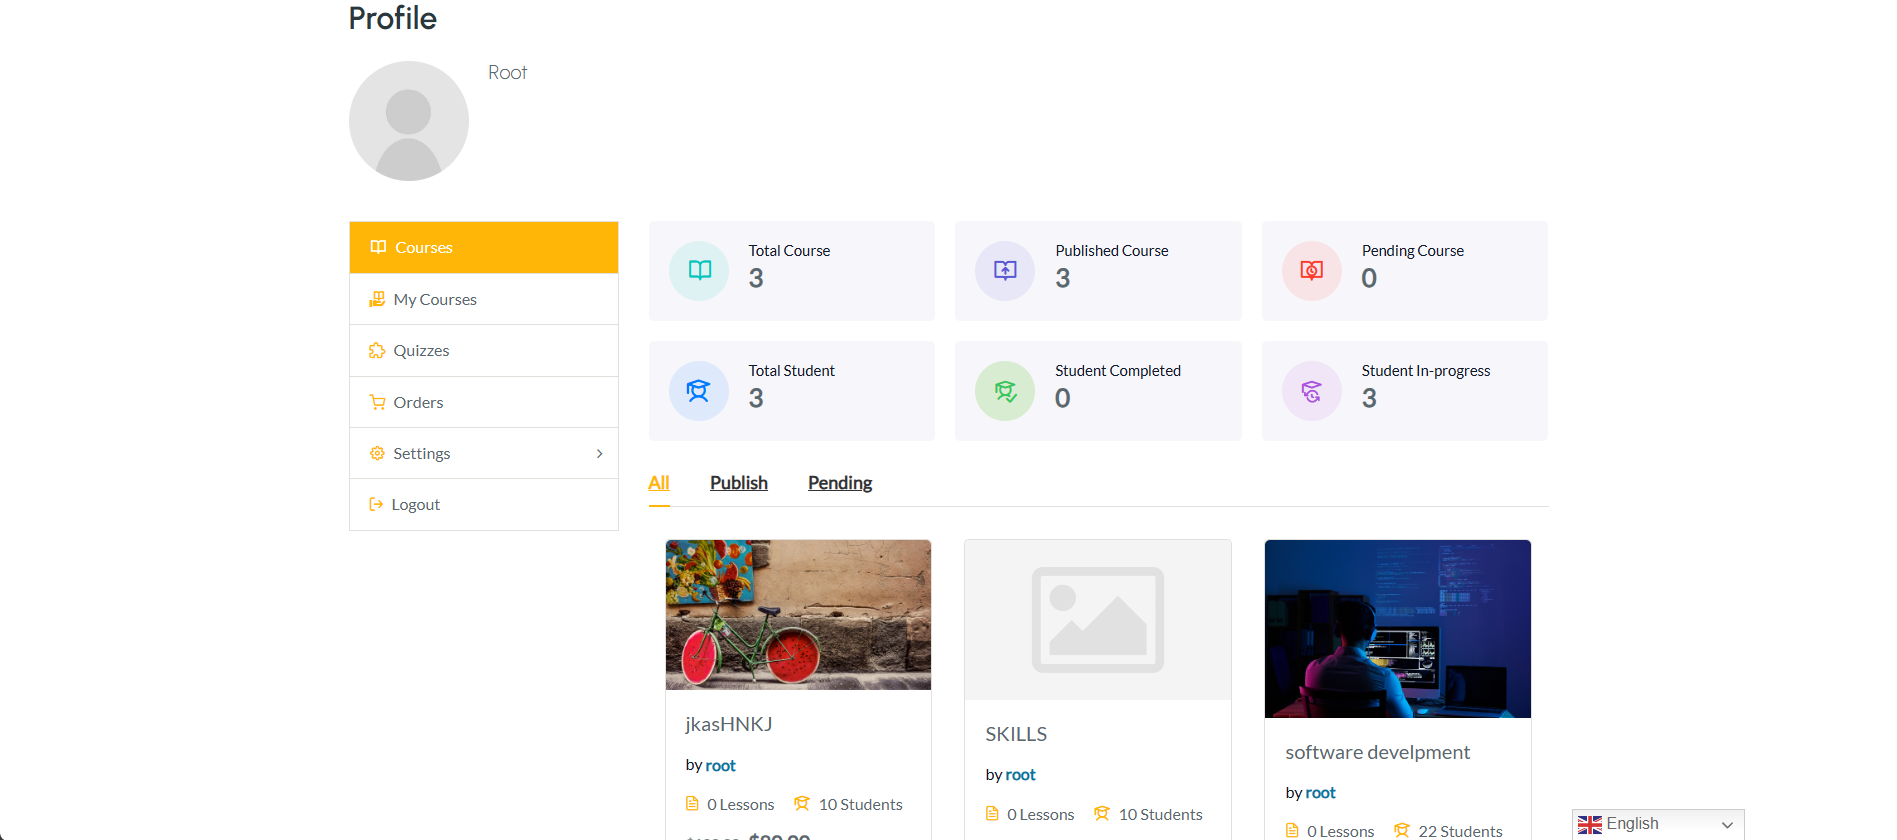 Profile
Root
Courses
My Courses
Quizzes
Orders
Settings
Logout
Total Course
3
Published Course
3
Pending Course
0
Total Student
3
Student Completed
0
Student In-progress
3
All Publish Pending
jkasHNKJ
by root
0 Lessons 10 Students
$80.00
SKILLS
by root
0 Lessons 10 Students
software develpment
by root
0 Lessons 22 Students
English